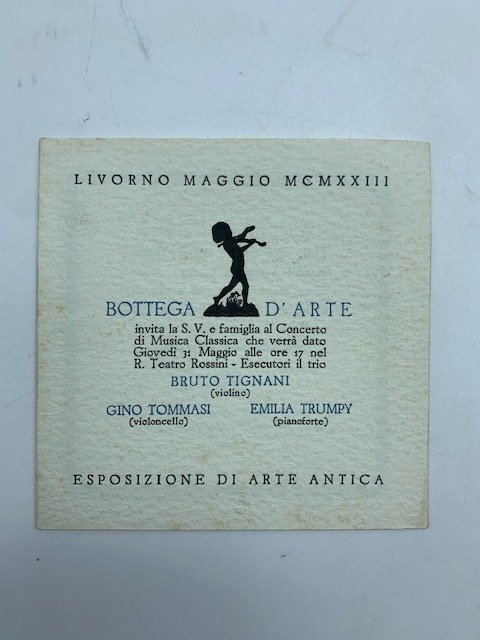 LIVORNO MAGGIO MCMXXIII
BOTTEGA D'ARTE
invita la S. V. e famiglia al Concerto
di Musica Classica che verrà dato
Giovedì 31 Maggio alle ore 17 nel
R. Teatro Rossini - Esecutori il trio
BRUTO TIGNANI
(violino)
GINO TOMMASI EMILIA TRUMPY
(violoncello) (pianoforte)
ESPOSIZIONE DI ARTE ANTICA